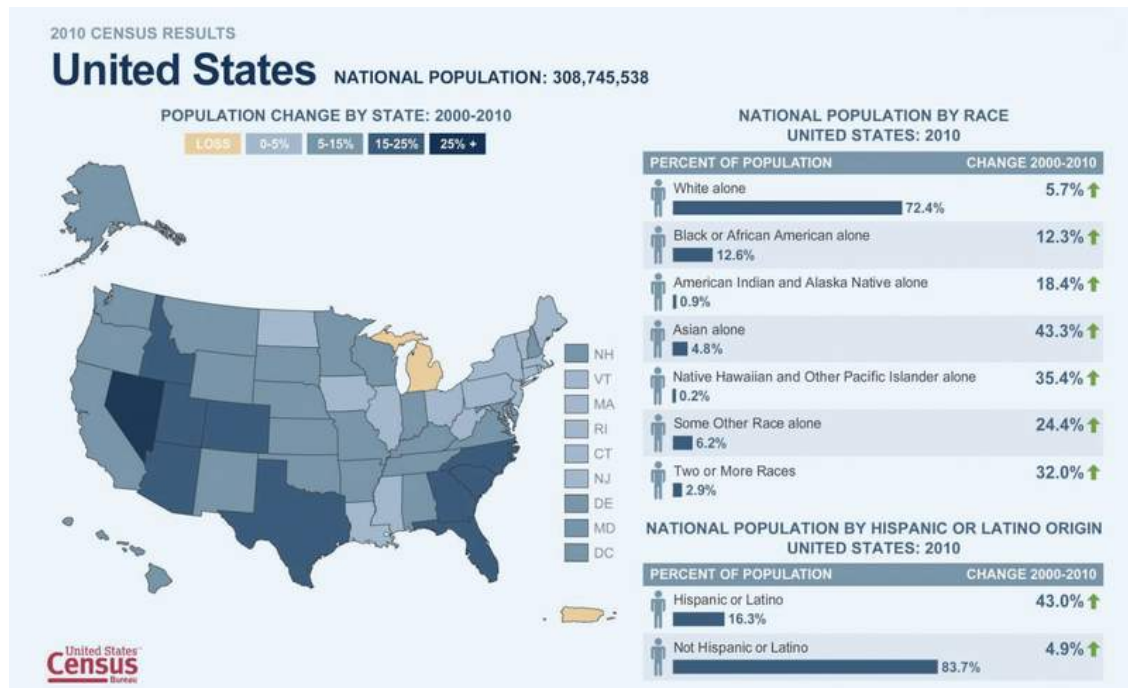 2010 CENSUS RESULTS
United States NATIONAL POPULATION: 308,745,538
POPULATION CHANGE BY STATE: 2000-2010
LOSS 0-5% 5-15% 15-25% 25% +
NH
VT
MA
RI
CT
NJ
DE
MD
DC
NATIONAL POPULATION BY RACE
UNITED STATES: 2010
PERCENT OF POPULATION CHANGE 2000-2010
White alone 5.7%
72.4%
Black or African American alone 12.3%
12.6%
American Indian and Alaska Native alone 18.4%
0.9%
Asian alone 43.3%
4.8%
Native Hawaiian and Other Pacific Islander alone 35.4%
0.2%
Some Other Race alone 24.4%
6.2%
Two or More Races 32.0%
2.9%
NATIONAL POPULATION BY HISPANIC OR LATINO ORIGIN
UNITED STATES: 2010
PERCENT OF POPULATION CHANGE 2000-2010
Hispanic or Latino 43.0%
16.3%
Not Hispanic or Latino 4.9%
83.7%
United States
Census
Bureau